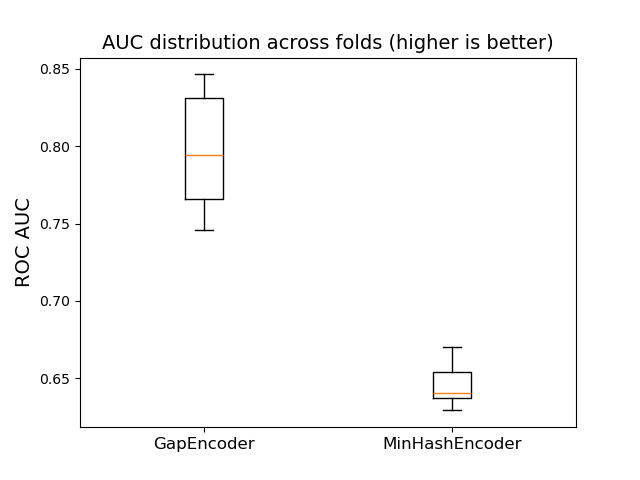 AUC distribution across folds (higher is better)
ROC AUC
0.85
0.80
0.75
0.70
0.65
GapEncoder
MinHashEncoder